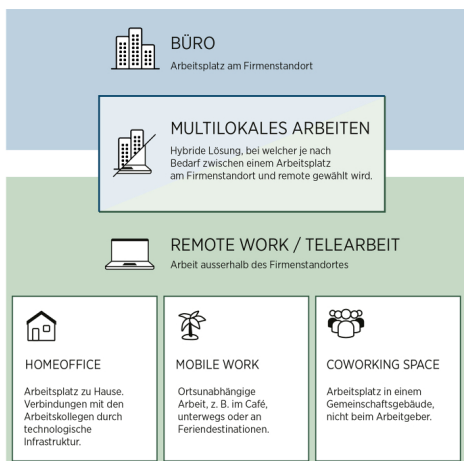 BÜRO
Arbeitsplatz am Firmenstandort
MULTILOKALES ARBEITEN
Hybride Lösung, bei welcher je nach
Bedarf zwischen einem Arbeitsplatz
am Firmenstandort und remote gewählt wird.
REMOTE WORK / TELEARBEIT
Arbeit ausserhalb des Firmenstandortes
HOMEOFFICE
Arbeitsplatz zu Hause.
Verbindungen mit den
Arbeitskollegen durch
technologische
Infrastruktur.
MOBILE WORK
Ortsunabhängige
Arbeit, z. B. im Café,
unterwegs oder an
Feriendestinationen.
COWORKING SPACE
Arbeitsplatz in einem
Gemeinschaftsgebäude,
nicht beim Arbeitgeber.